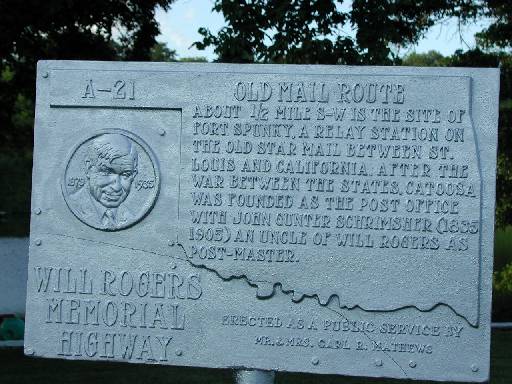 A-21
OLD MAIL ROUTE
ABOUT 1/2 MILE S-W IS THE SITE OF
FORT SPUNKY, A RELAY STATION ON
THE OLD STAR MAIL BETWEEN ST.
LOUIS AND CALIFORNIA. AFTER THE
WAR BETWEEN THE STATES, CATOOSA
WAS FOUNDED AS THE POST OFFICE
WITH JOHN GUNTER SCHRIMSHER (1835
1905) AN UNCLE OF WILL ROGERS AS
POST-MASTER.
1879 1935
WILL ROGERS
MEMORIAL
HIGHWAY
ERECTED AS A PUBLIC SERVICE BY
MR. & MRS. CARL R. MATHEWS